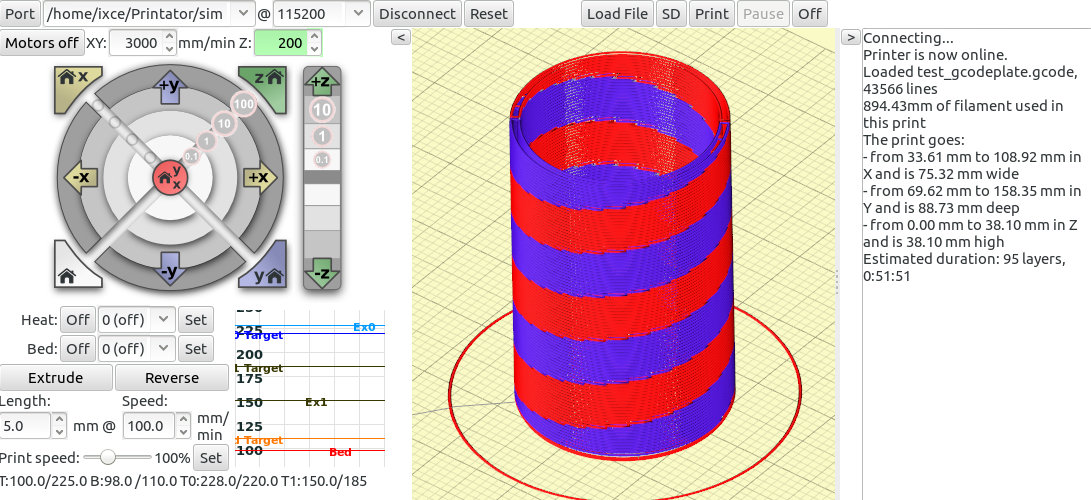 Port /home/ixce/Printator/sim @ 115200 Disconnect Reset Load File SD Print Pause Off
Motors off XY: 3000 mm/min Z: 200
< >
x +y z +z
100
10
1
0.1
10
1
0.1
y
x
-x +x
-y y -z
Heat: Off 0 (off) Set
Bed: Off 0 (off) Set
Extrude Reverse
Length: Speed:
5.0 mm @ 100.0 mm/
min
Print speed: 100% Set
225 Ex0
Target
200
Target
175
150 Ex1
125
Target
100 Bed
T:100.0/225.0 B:98.0 /110.0 T0:228.0/220.0 T1:150.0/185
Connecting...
Printer is now online.
Loaded test_gcodeplate.gcode,
43566 lines
894.43mm of filament used in
this print
The print goes:
- from 33.61 mm to 108.92 mm in
X and is 75.32 mm wide
- from 69.62 mm to 158.35 mm in
Y and is 88.73 mm deep
- from 0.00 mm to 38.10 mm in Z
and is 38.10 mm high
Estimated duration: 95 layers,
0:51:51